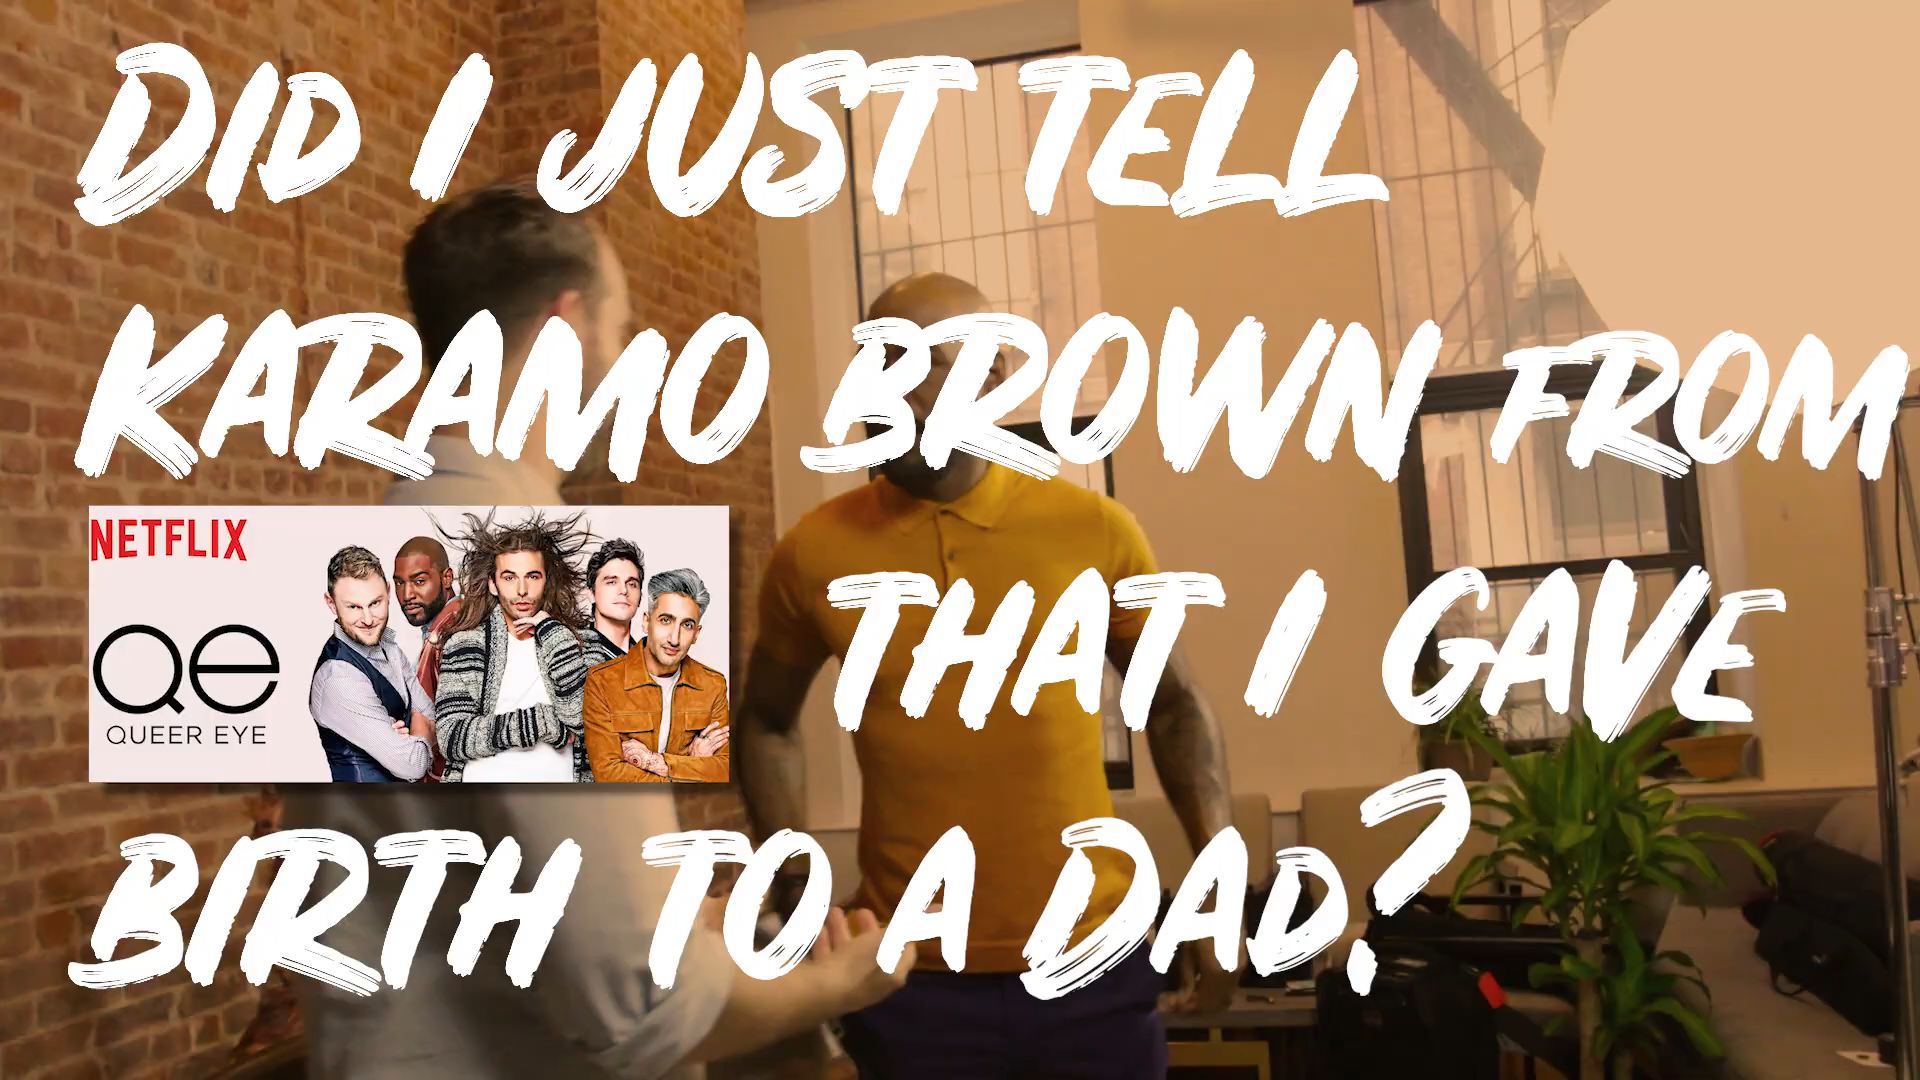 DID I JUST TELL
KARAMO BROWN FROM
NETFLIX
QE
QUEER EYE
THAT I GAVE
BIRTH TO A DAD?